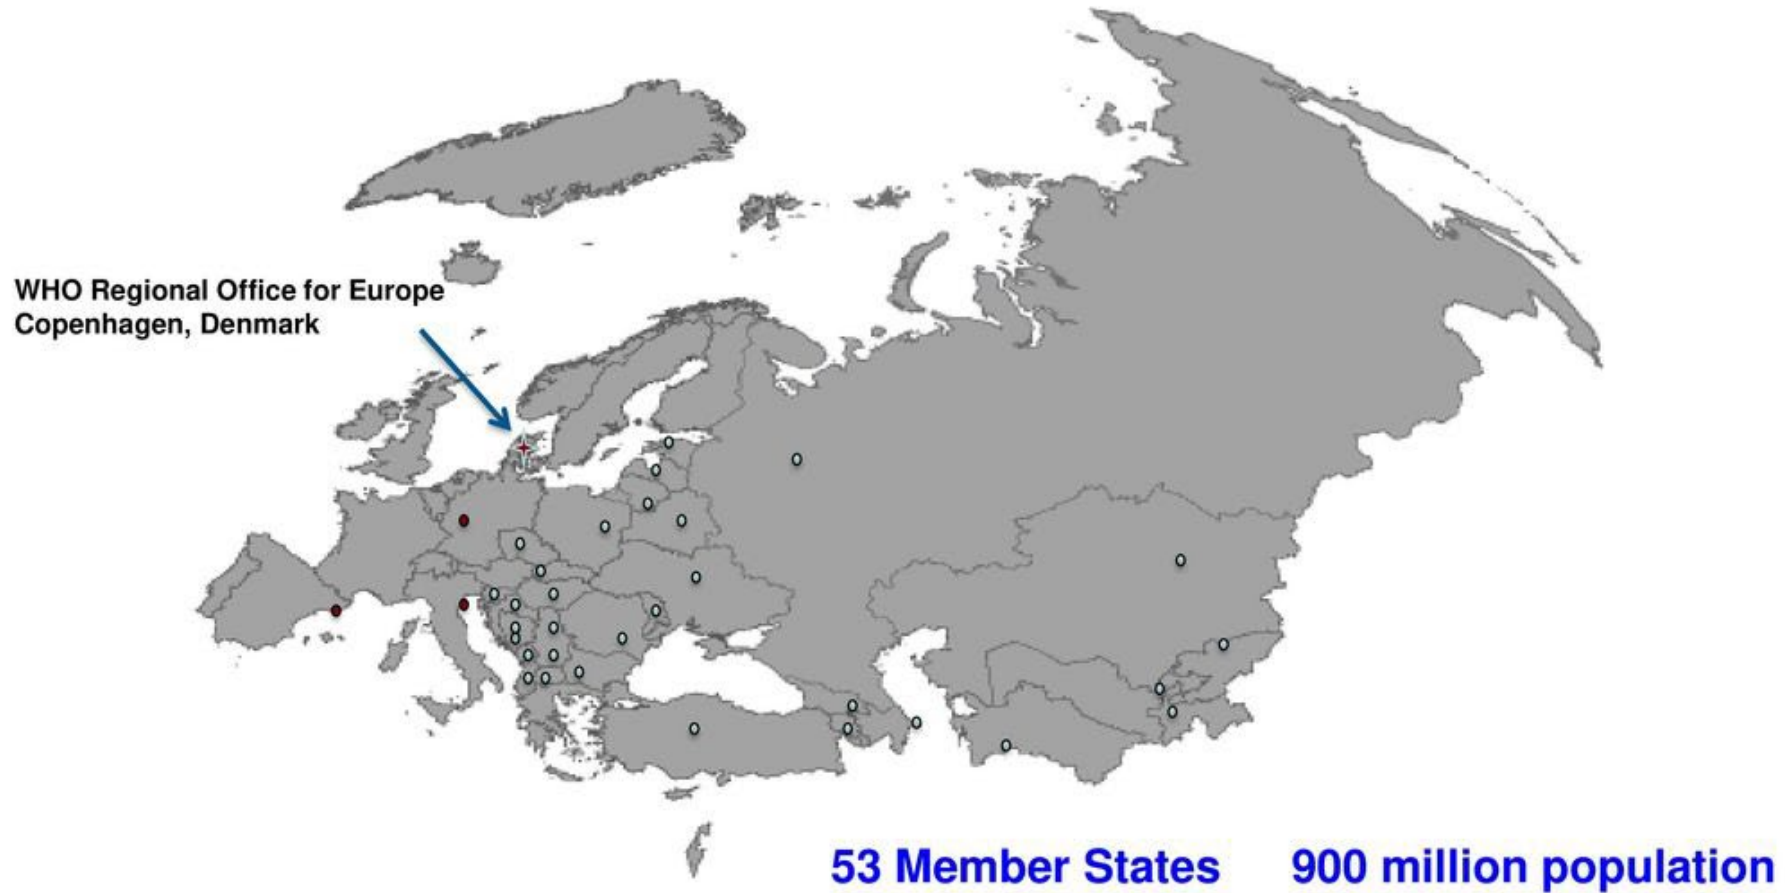 WHO Regional Office for Europe
Copenhagen, Denmark
53 Member States 900 million population